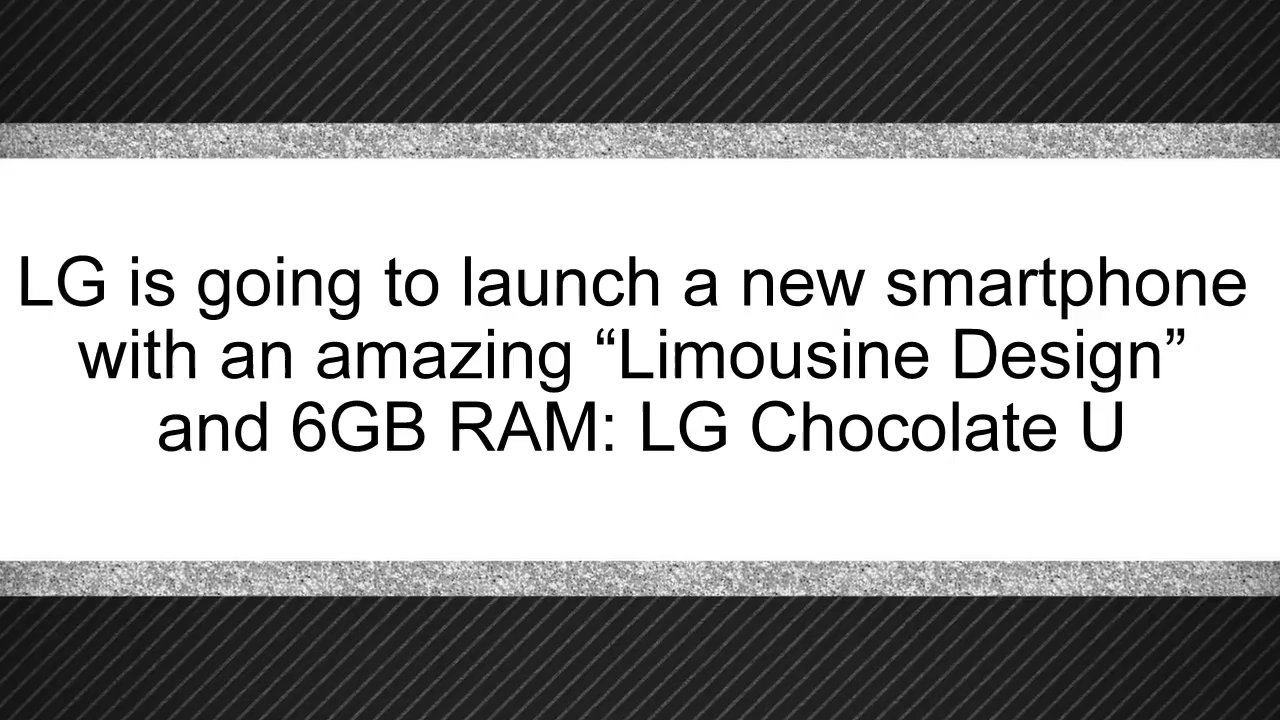 LG is going to launch a new smartphone
with an amazing “Limousine Design”
and 6GB RAM: LG Chocolate U